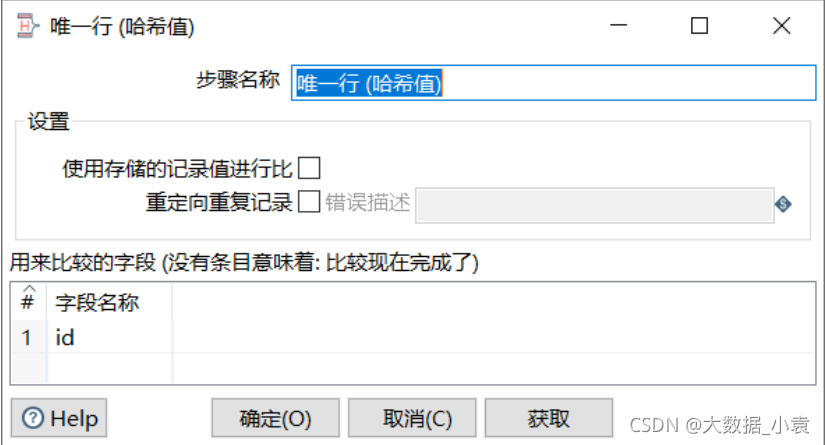 唯一行 (哈希值)
步骤名称 唯一行 (哈希值)
设置
使用存储的记录值进行比
重定向重复记录 错误描述
用来比较的字段 (没有条目意味着: 比较现在完成了)
# 字段名称
1 id
Help 确定(O) 取消(C) 获取
CSDN @大数据_小袁